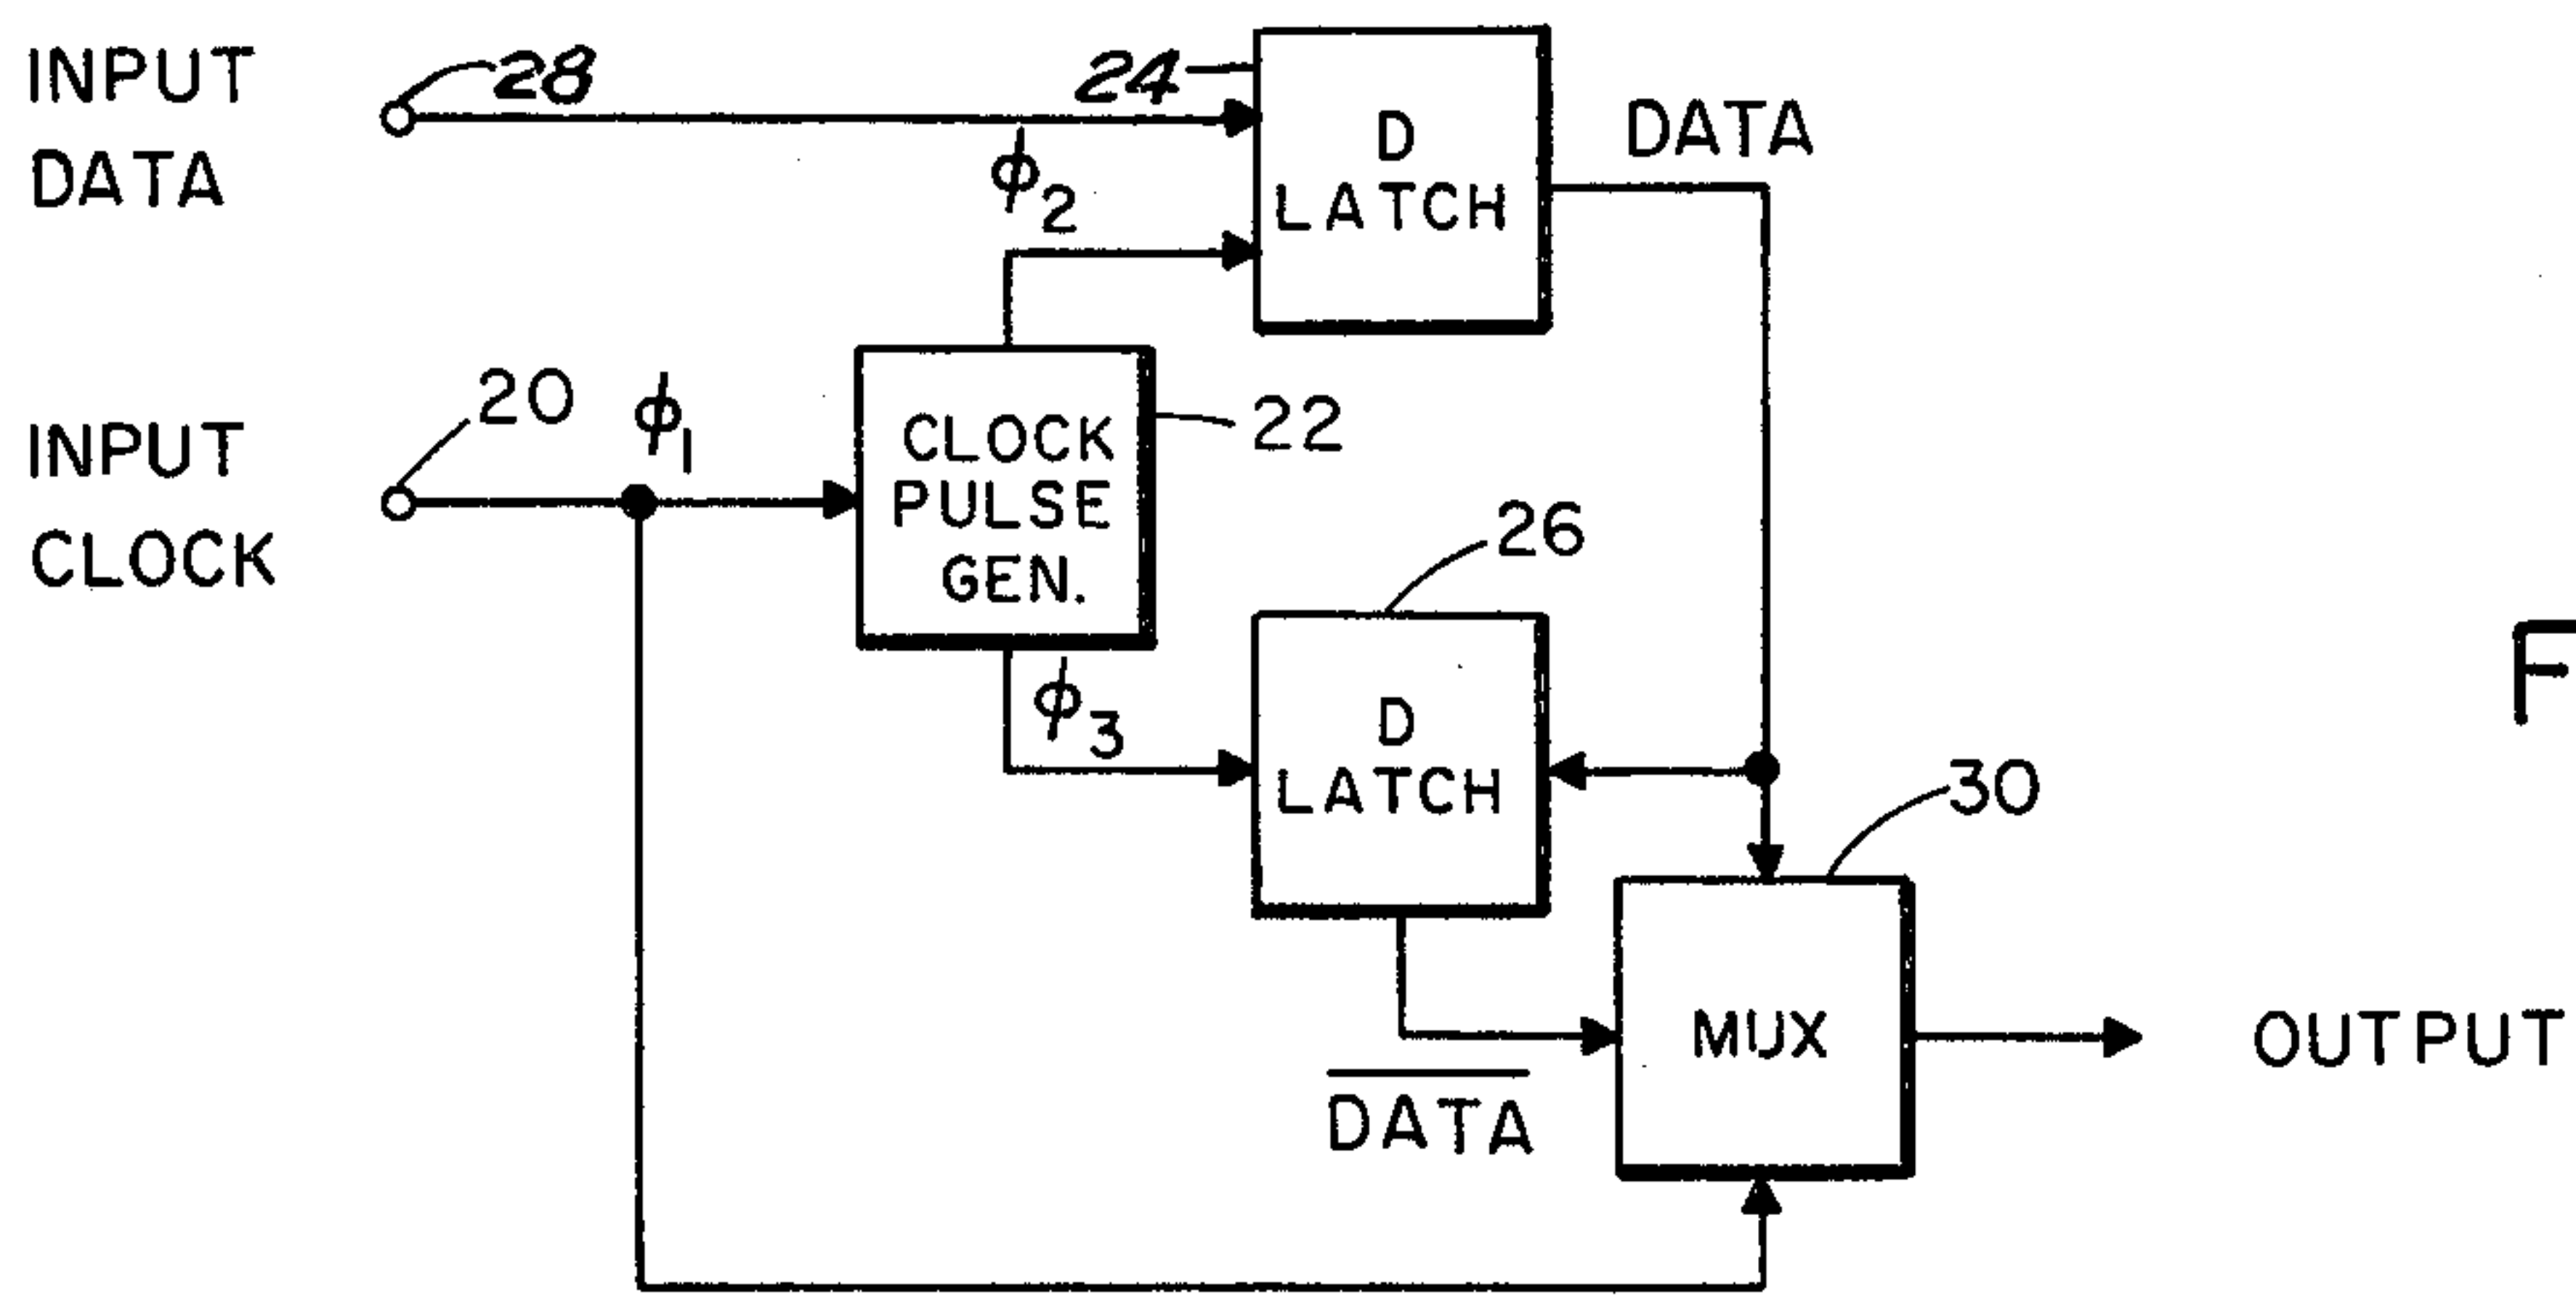 INPUT
DATA
28
24
D
LATCH
DATA
ϕ2
INPUT
CLOCK
20
ϕ1
CLOCK
PULSE
GEN.
22
ϕ3
26
D
LATCH
30
MUX
D̅A̅T̅A̅
OUTPUT
F